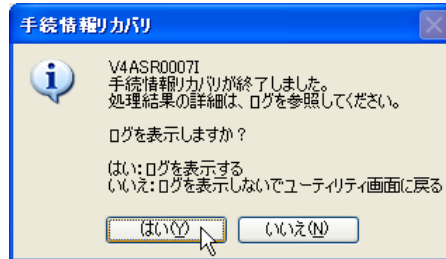 手続情報リカバリ
V4ASR0007I
手続情報リカバリが終了しました。
処理結果の詳細は、ログを参照してください。
ログを表示しますか？
はい:ログを表示する
いいえ:ログを表示しないでユーティリティ画面に戻る
はい(Y)
いいえ(N)